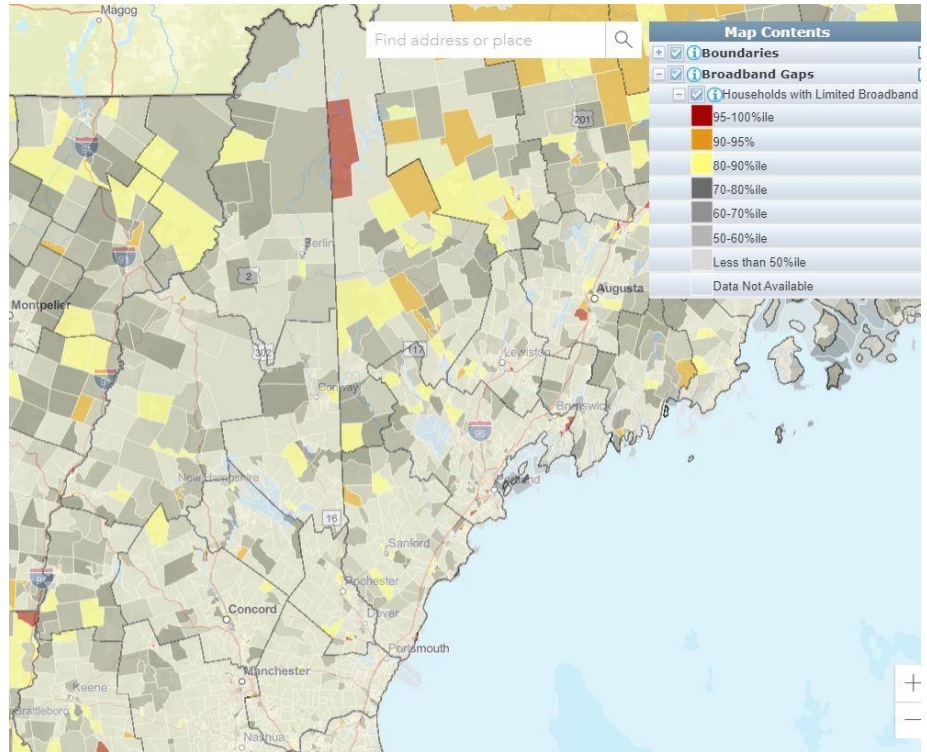 Magog
Find address or place
Map Contents
Boundaries
Broadband Gaps
Households with Limited Broadband
95-100%ile
90-95%
80-90%ile
70-80%ile
60-70%ile
50-60%ile
Less than 50%ile
Data Not Available
201
91
91
Berlin
2
Augusta
Montpelier
302
117
Lewiston
Conway
Brunswick
95
New Hampshire
16
Sanford
Rochester
Concord
Dover
Portsmouth
Manchester
Keene
Brattleboro
Nashua